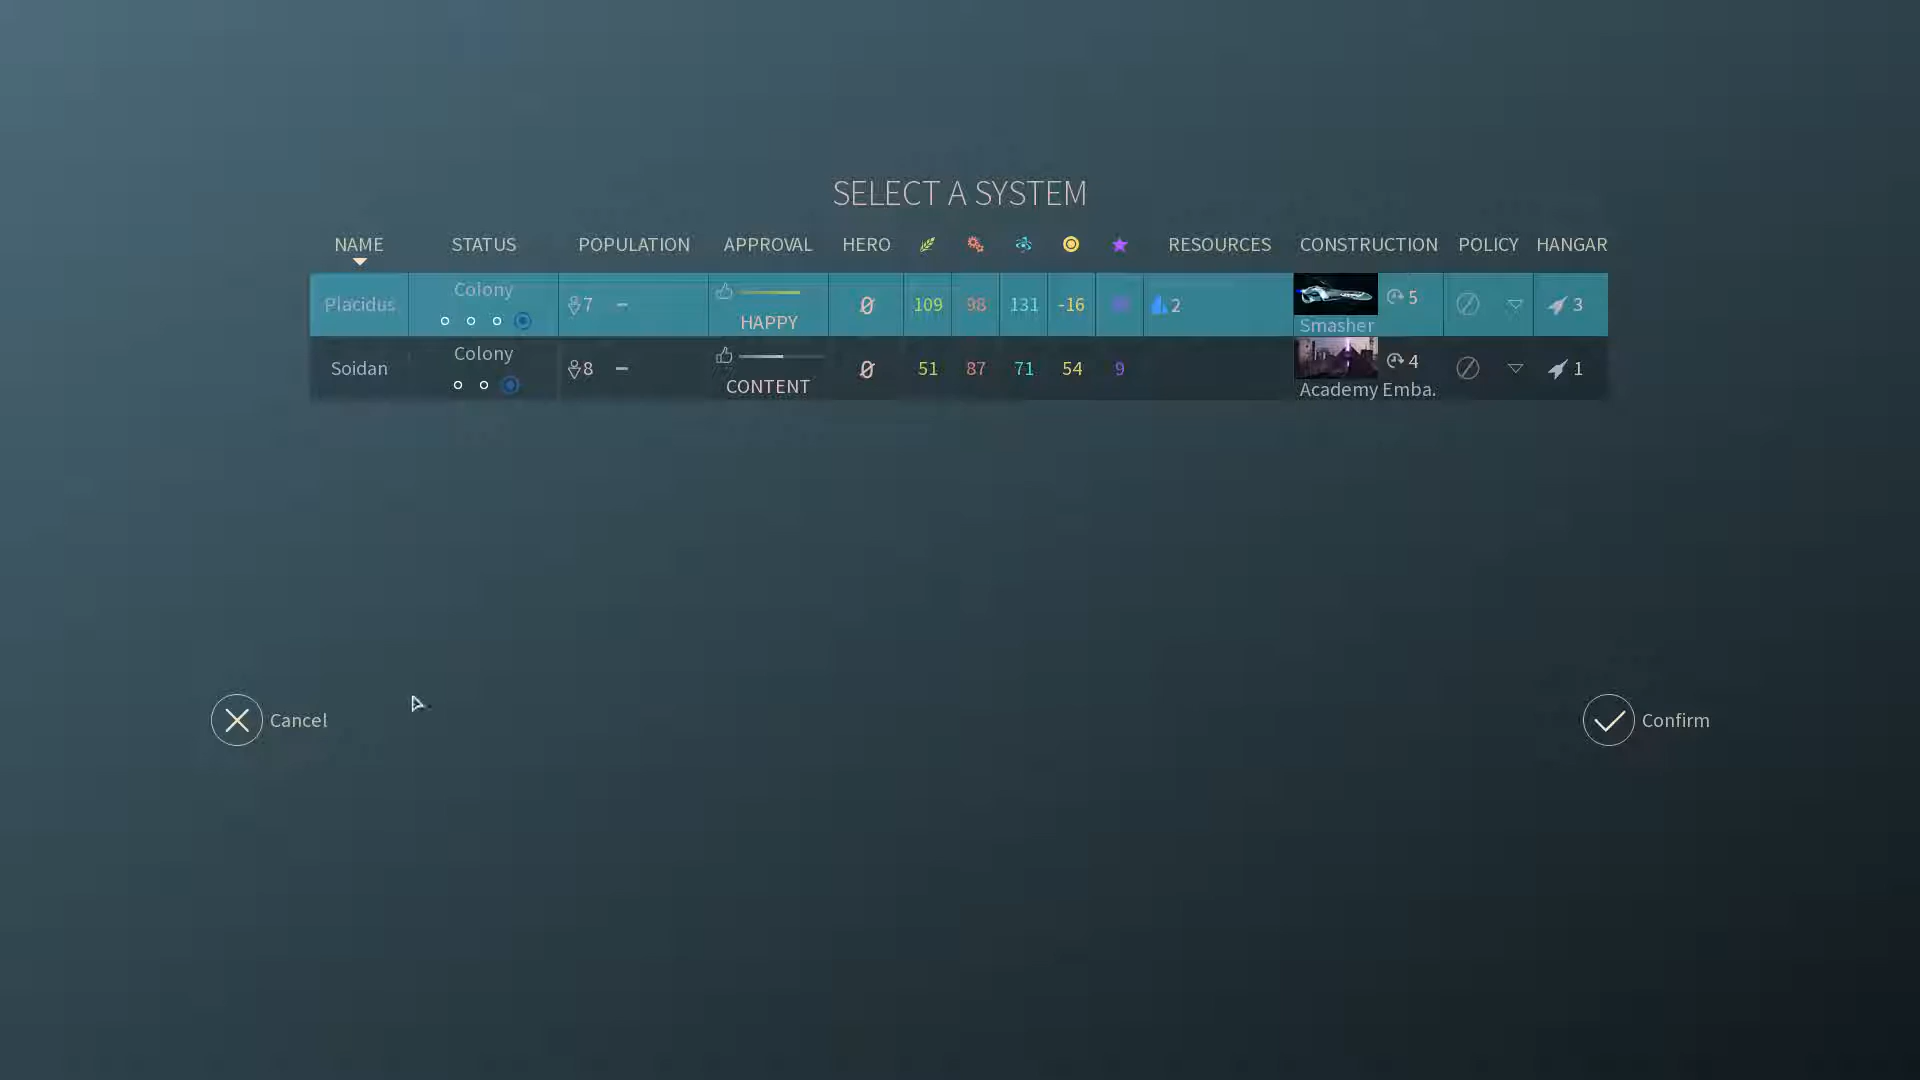 SELECT A SYSTEM
NAME STATUS POPULATION APPROVAL HERO RESOURCES CONSTRUCTION POLICY HANGAR
Placidus Colony 7 – HAPPY 0 109 98 131 -16 2 5 Smasher 3
Soidan Colony 8 – CONTENT 0 51 87 71 54 9 4 Academy Emba. 1
Cancel
Confirm